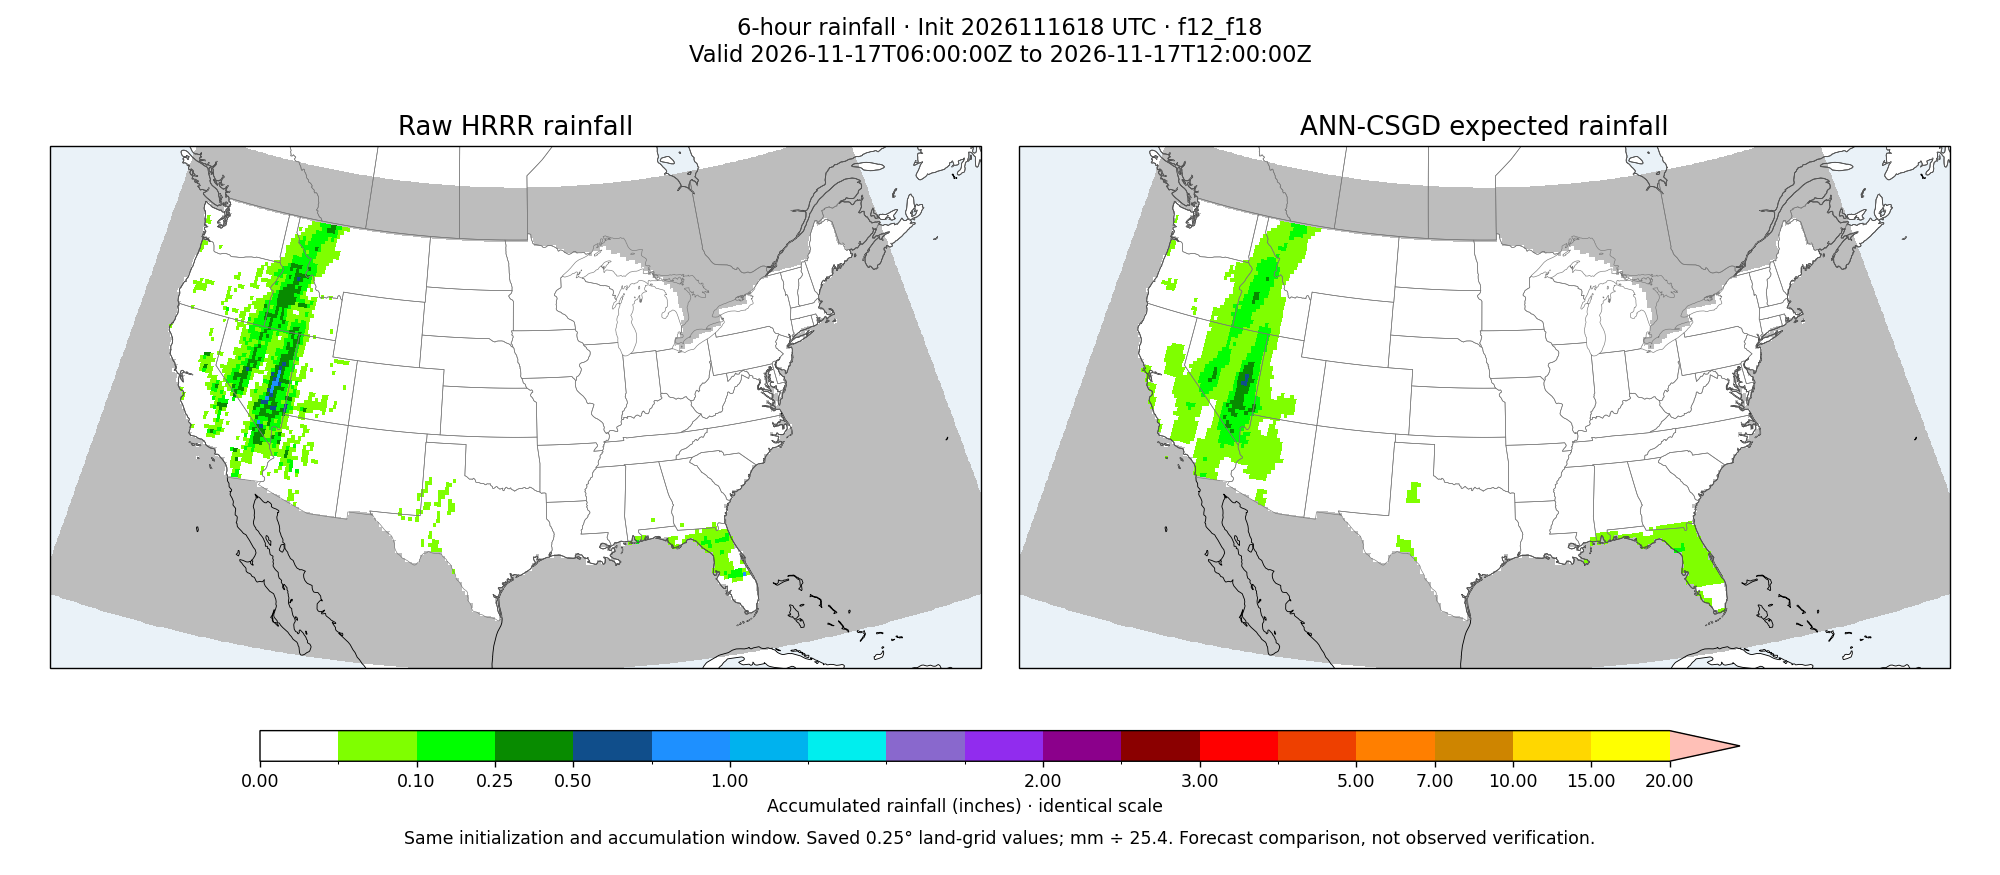 6-hour rainfall · Init 2026111618 UTC · f12_f18
Valid 2026-11-17T06:00:00Z to 2026-11-17T12:00:00Z
Raw HRRR rainfall
ANN-CSGD expected rainfall
0.00 0.10 0.25 0.50 1.00 2.00 3.00 5.00 7.00 10.00 15.00 20.00
Accumulated rainfall (inches) · identical scale
Same initialization and accumulation window. Saved 0.25° land-grid values; mm ÷ 25.4. Forecast comparison, not observed verification.